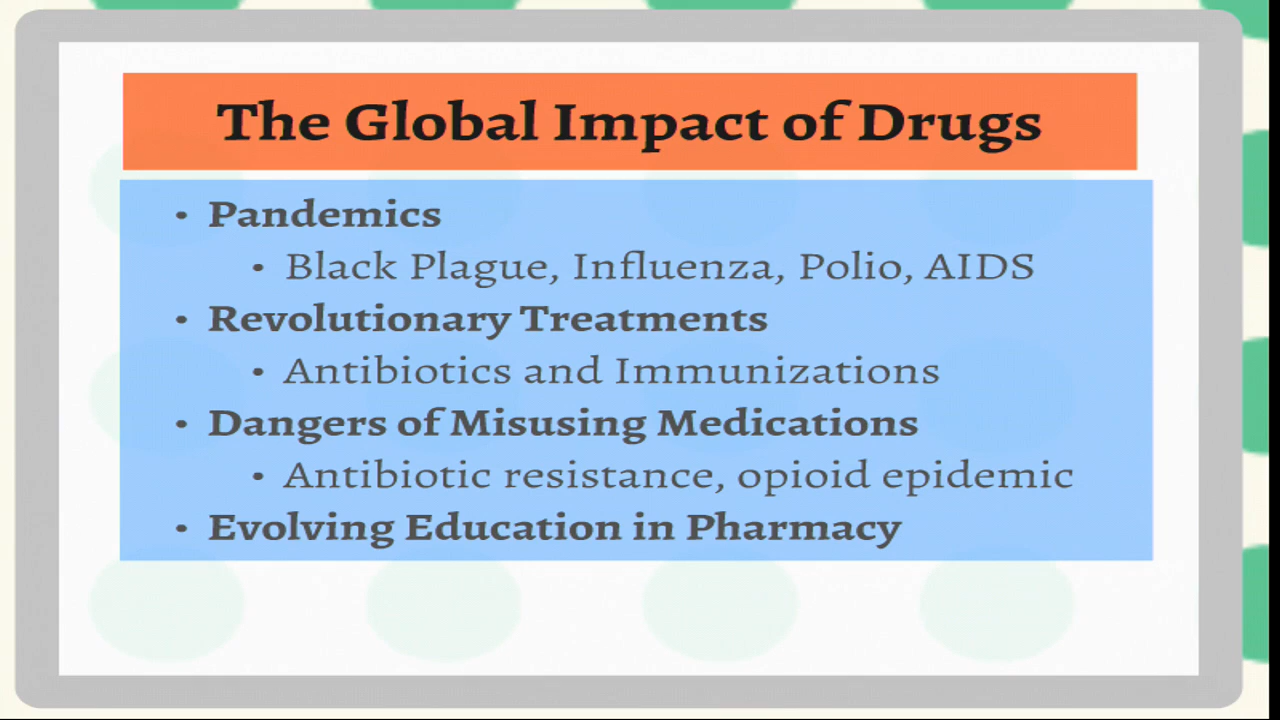 The Global Impact of Drugs
• Pandemics
• Black Plague, Influenza, Polio, AIDS
• Revolutionary Treatments
• Antibiotics and Immunizations
• Dangers of Misusing Medications
• Antibiotic resistance, opioid epidemic
• Evolving Education in Pharmacy